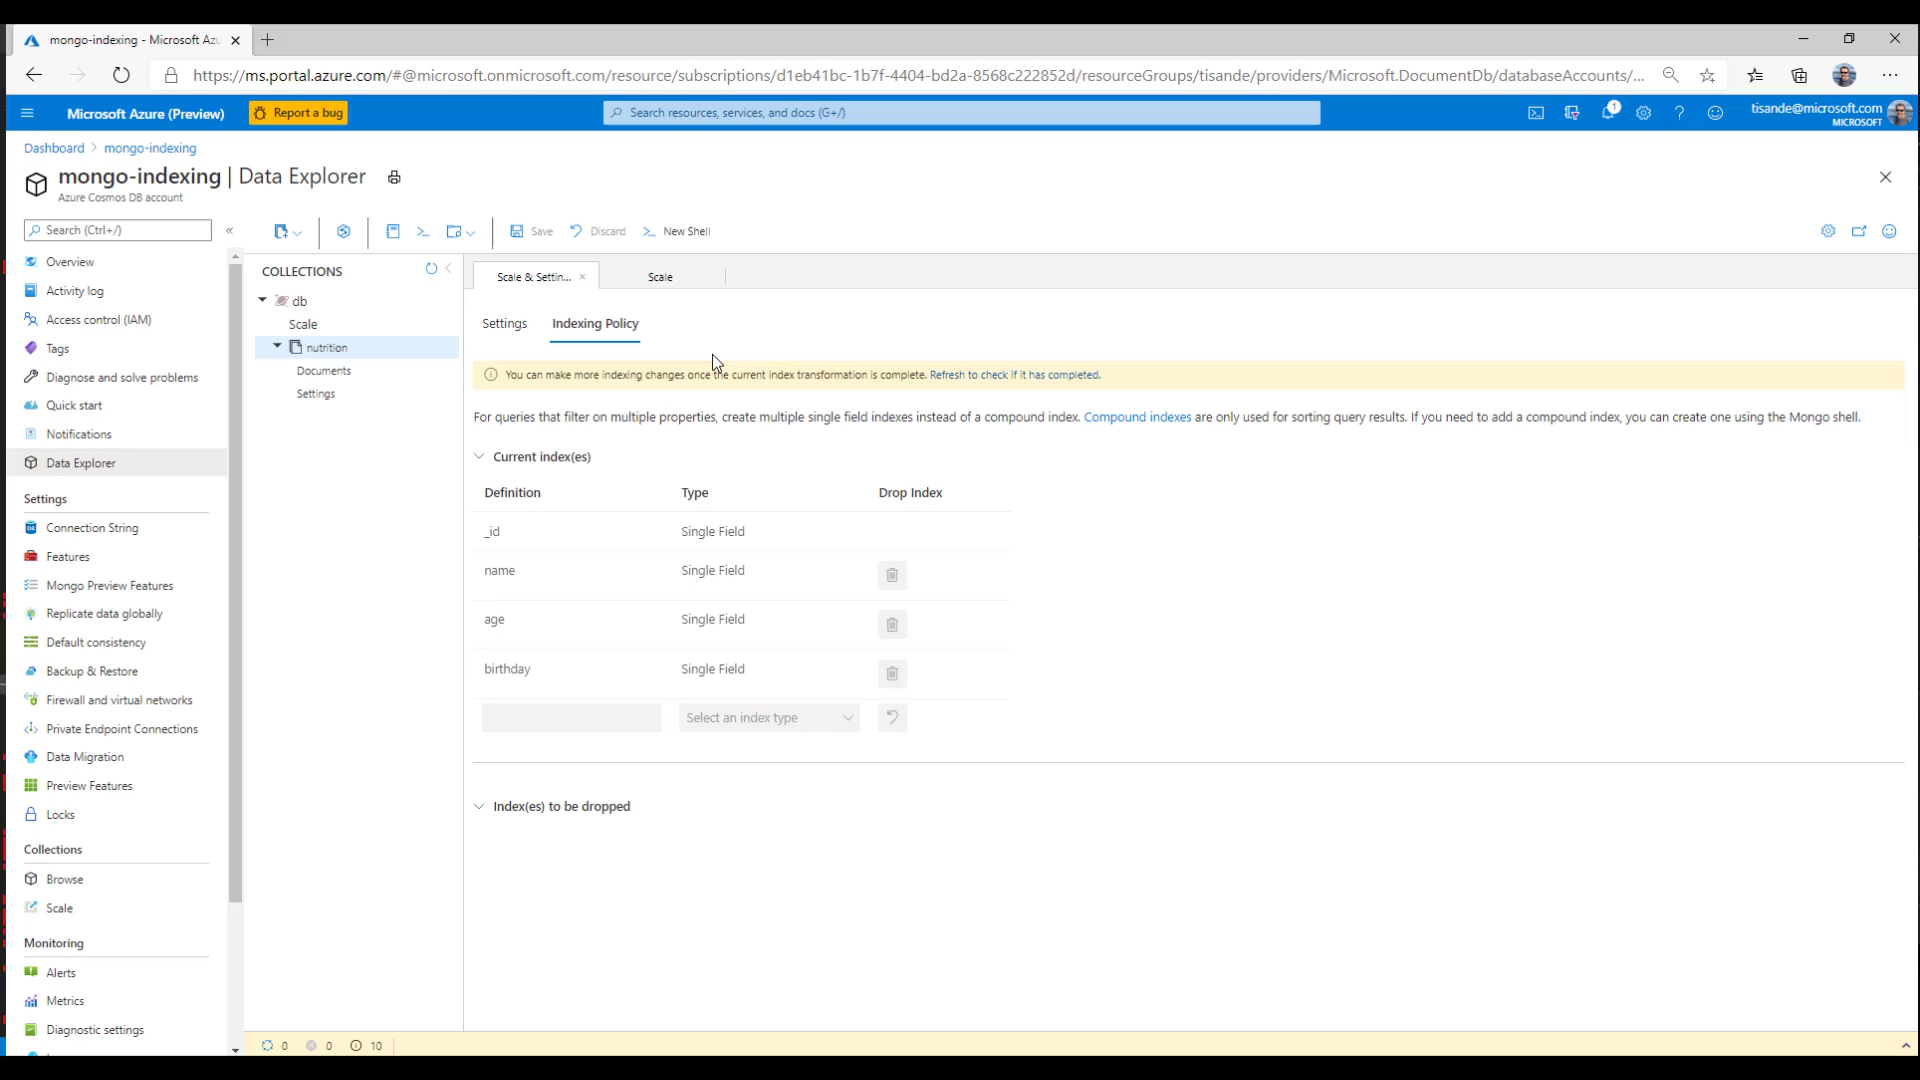 mongo-indexing - Microsoft Azu
https://ms.portal.azure.com/#@microsoft.onmicrosoft.com/resource/subscriptions/d1eb41bc-1b7f-4404-bd2a-8568c222852d/resourceGroups/tisande/providers/Microsoft.DocumentDb/databaseAccounts/...
Microsoft Azure (Preview)
Report a bug
Search resources, services, and docs (G+/)
1
tisande@microsoft.com
MICROSOFT
Dashboard > mongo-indexing
mongo-indexing | Data Explorer
Azure Cosmos DB account
Search (Ctrl+/)
Save
Discard
New Shell
Overview
Activity log
Access control (IAM)
Tags
Diagnose and solve problems
Quick start
Notifications
Data Explorer
Settings
Connection String
Features
Mongo Preview Features
Replicate data globally
Default consistency
Backup & Restore
Firewall and virtual networks
Private Endpoint Connections
Data Migration
Preview Features
Locks
Collections
Browse
Scale
Monitoring
Alerts
Metrics
Diagnostic settings
COLLECTIONS
db
Scale
nutrition
Documents
Settings
Scale & Settin...
Scale
Settings
Indexing Policy
You can make more indexing changes once the current index transformation is complete. Refresh to check if it has completed.
For queries that filter on multiple properties, create multiple single field indexes instead of a compound index. Compound indexes are only used for sorting query results. If you need to add a compound index, you can create one using the Mongo shell.
Current index(es)
Definition Type Drop Index
_id Single Field
name Single Field
age Single Field
birthday Single Field
Select an index type
Index(es) to be dropped
0 0 10